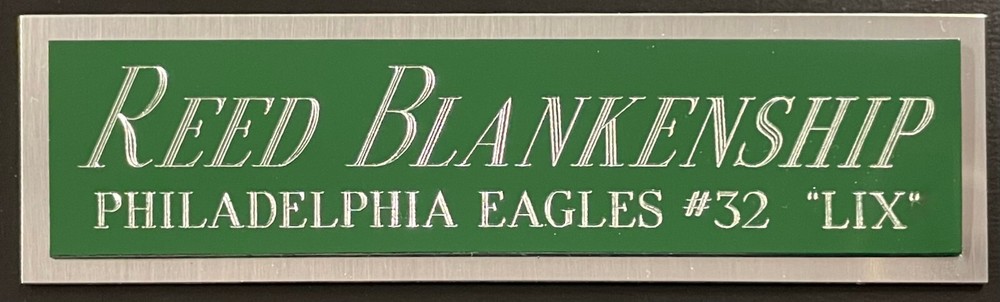 REED BLANKENSHIP
PHILADELPHIA EAGLES #32 "LIX"